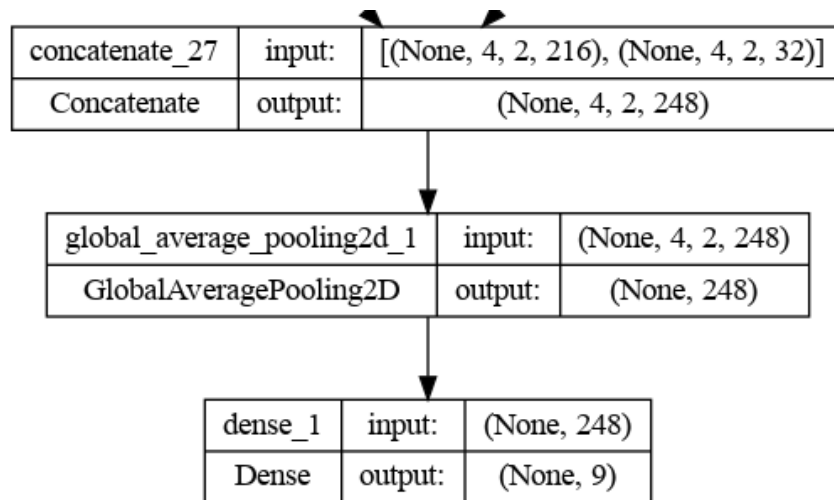 concatenate_27 input: [(None, 4, 2, 216), (None, 4, 2, 32)]
Concatenate output: (None, 4, 2, 248)
global_average_pooling2d_1 input: (None, 4, 2, 248)
GlobalAveragePooling2D output: (None, 248)
dense_1 input: (None, 248)
Dense output: (None, 9)